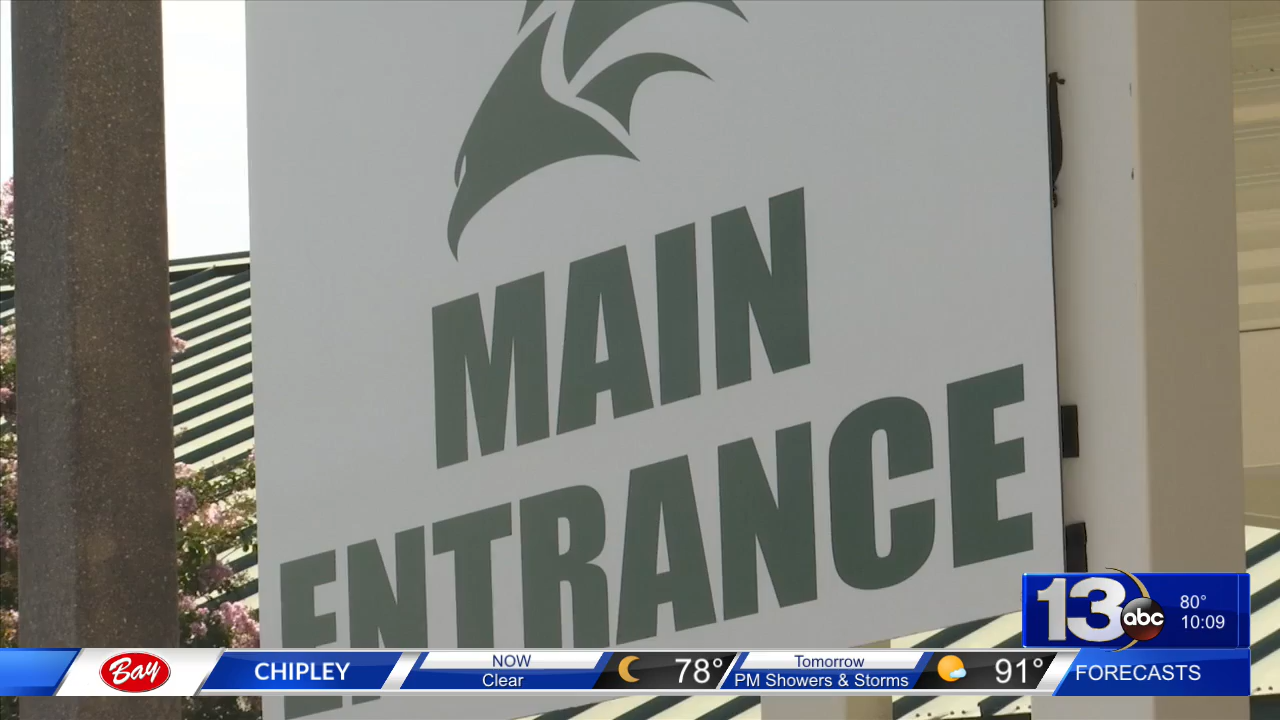 MAIN
ENTRANCE
13 abc
80°
10:09
Bay
CHIPLEY
NOW
Clear
78°
Tomorrow
PM Showers & Storms
91°
FORECASTS